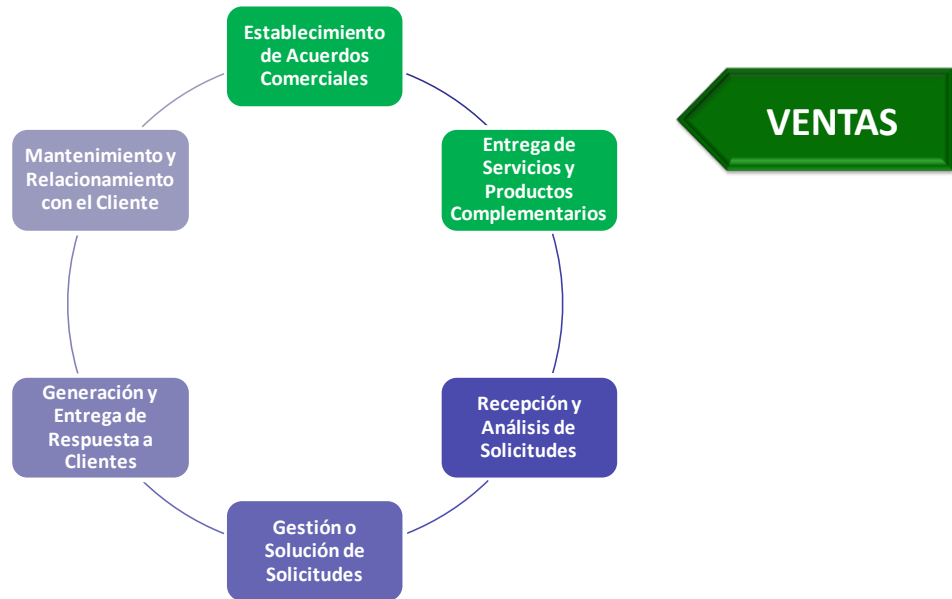 Establecimiento
de Acuerdos
Comerciales
VENTAS
Entrega de
Servicios y
Productos
Complementarios
Recepción y
Análisis de
Solicitudes
Gestión o
Solución de
Solicitudes
Generación y
Entrega de
Respuesta a
Clientes
Mantenimiento y
Relacionamiento
con el Cliente